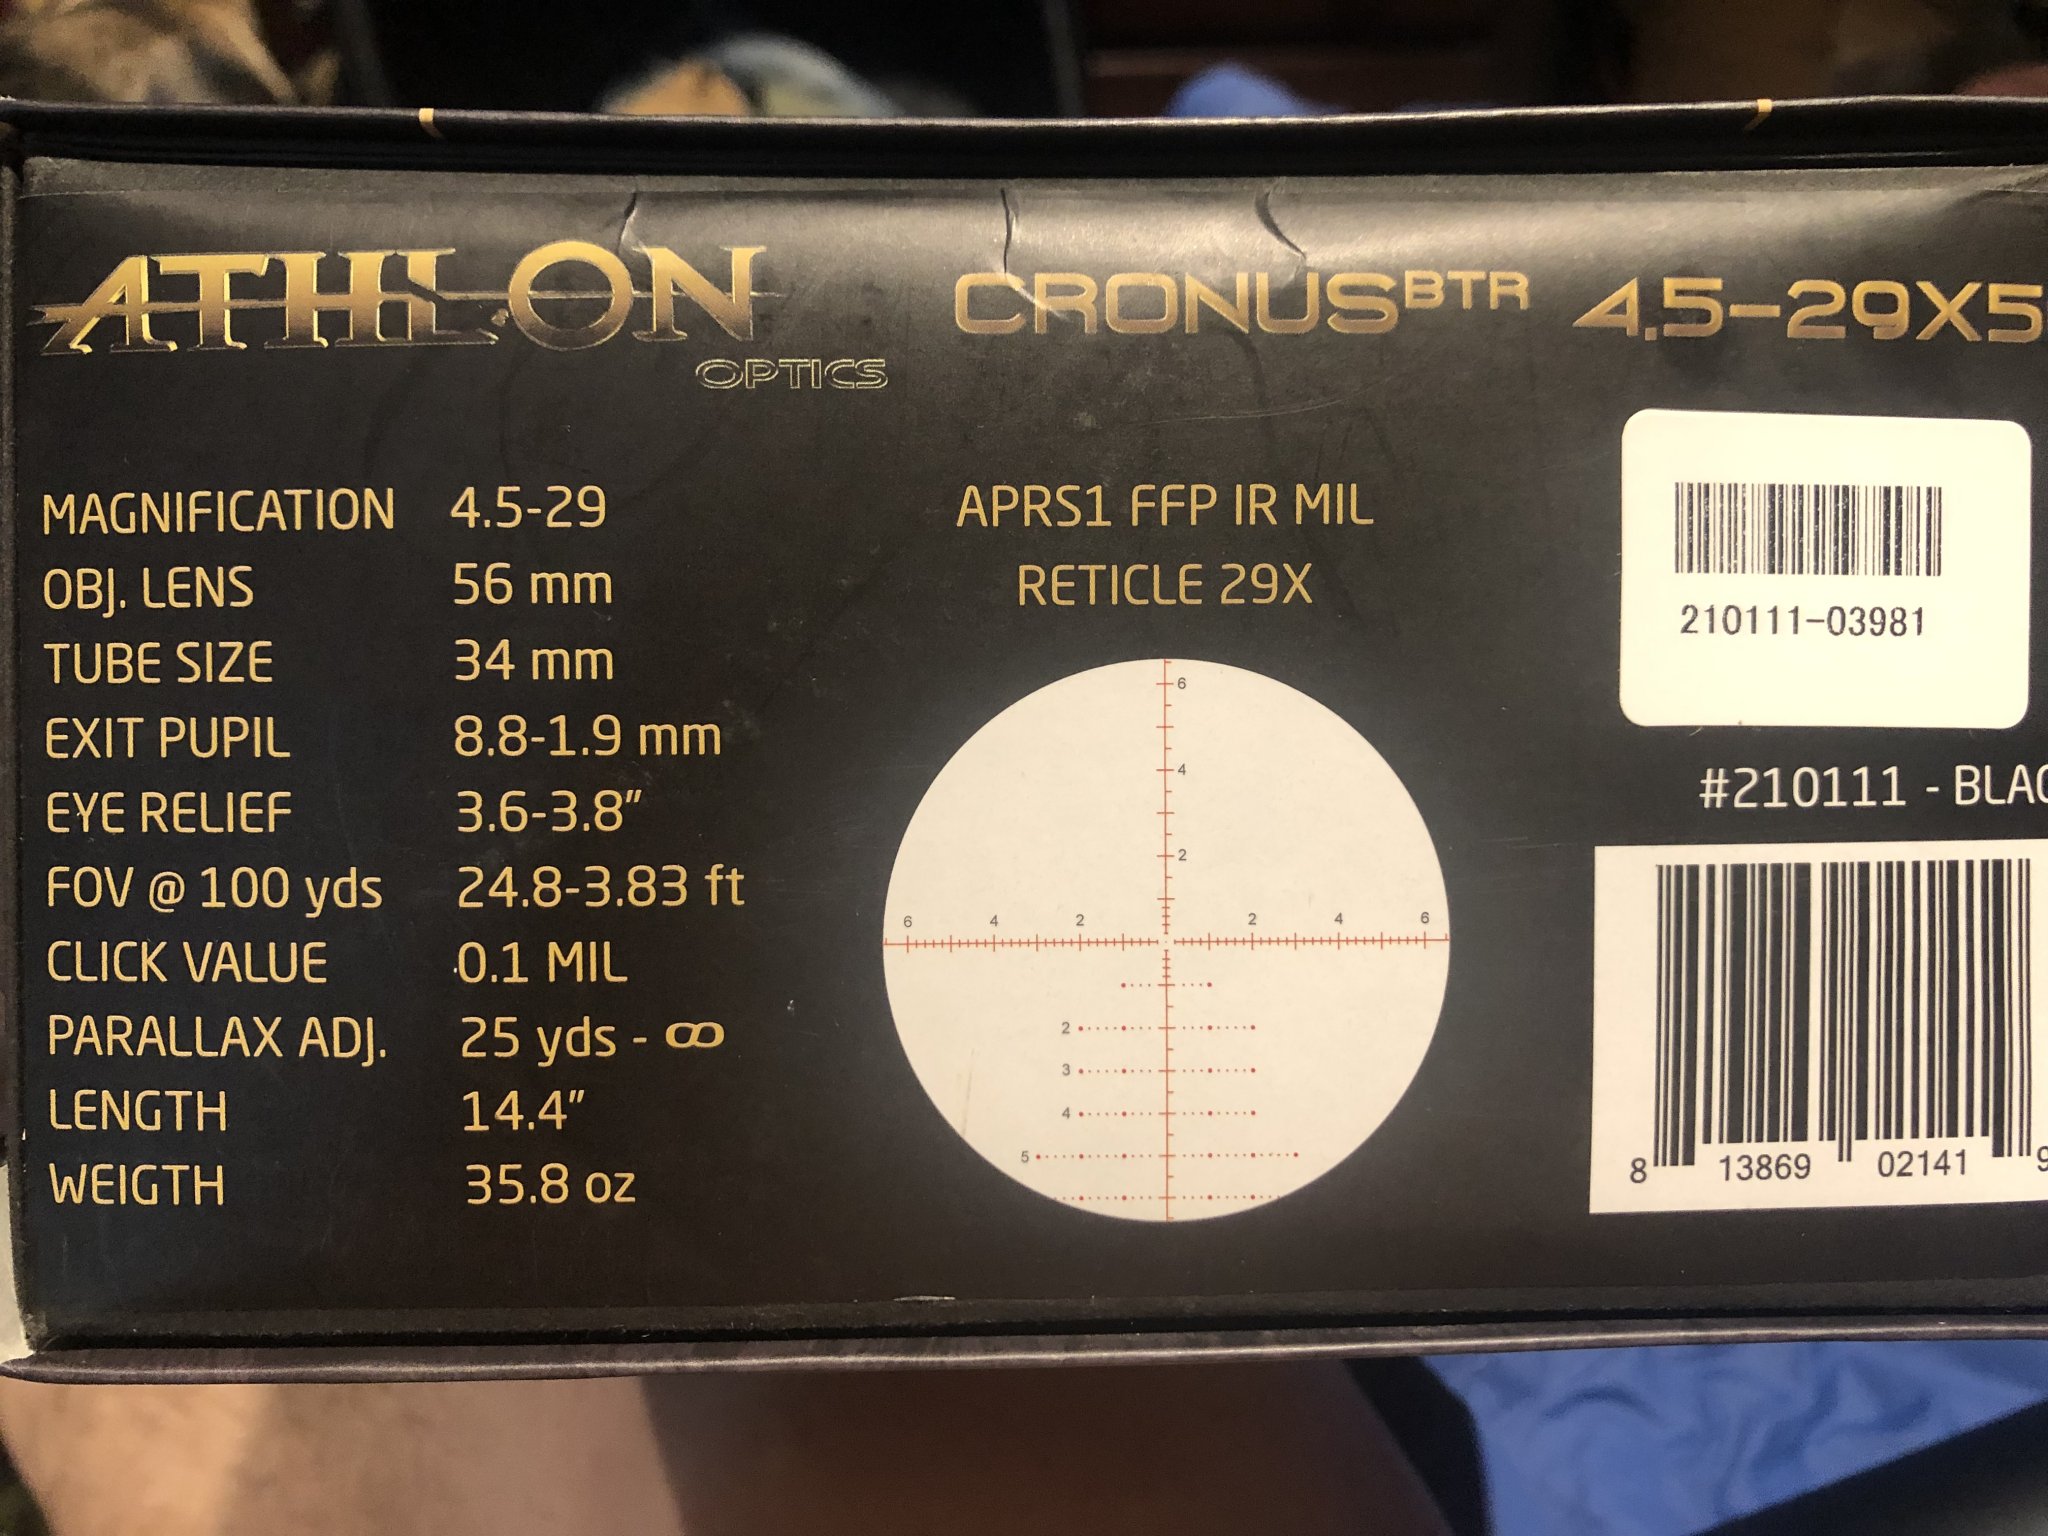 ATHLON
OPTICS
CRONUS BTR 4.5-29X5
MAGNIFICATION 4.5-29
OBJ. LENS 56 mm
TUBE SIZE 34 mm
EXIT PUPIL 8.8-1.9 mm
EYE RELIEF 3.6-3.8"
FOV @ 100 yds 24.8-3.83 ft
CLICK VALUE 0.1 MIL
PARALLAX ADJ. 25 yds - ∞
LENGTH 14.4"
WEIGTH 35.8 oz
APRS1 FFP IR MIL
RETICLE 29X
6
4
2
6 4 2 2 4 6
2
3
4
5
210111-03981
#210111 - BLAC
8 13869 02141 9